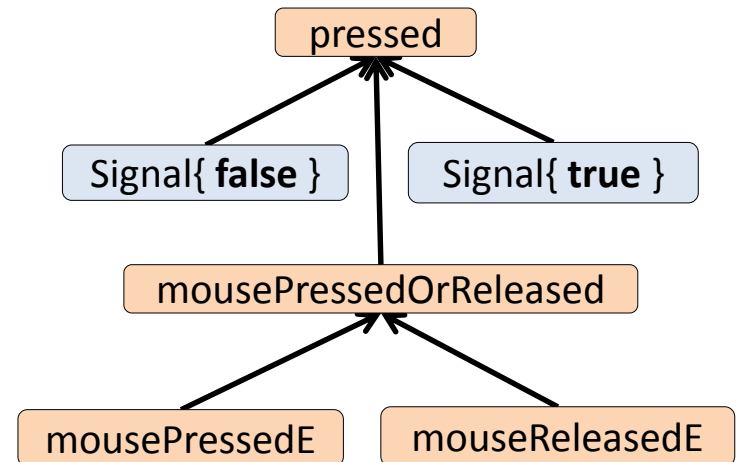 pressed
Signal{ false }
Signal{ true }
mousePressedOrReleased
mousePressedE
mouseReleasedE